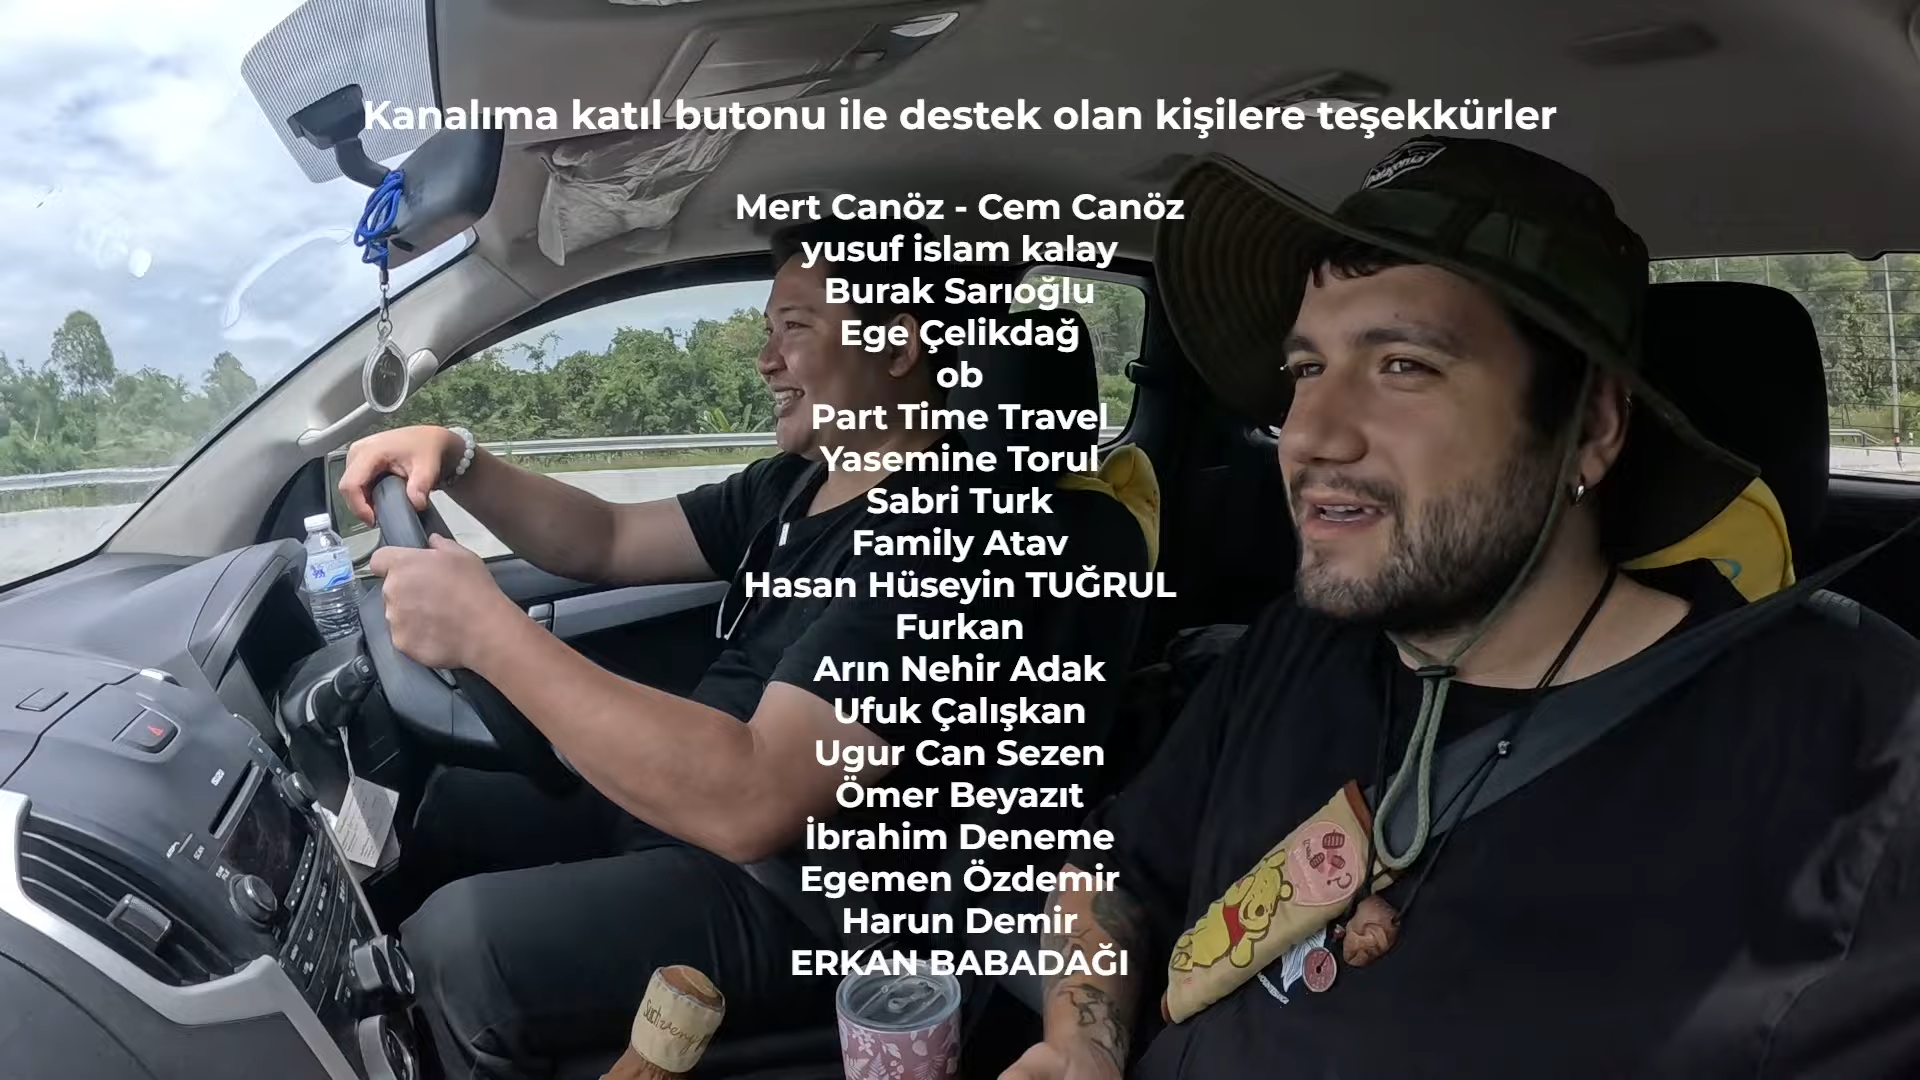 Kanalıma katıl butonu ile destek olan kişilere teşekkürler
Mert Canöz - Cem Canöz
yusuf islam kalay
Burak Sarıoğlu
Ege Çelikdağ
ob
Part Time Travel
Yasemine Torul
Sabri Turk
Family Atav
Hasan Hüseyin TUĞRUL
Furkan
Arın Nehir Adak
Ufuk Çalışkan
Ugur Can Sezen
Ömer Beyazıt
İbrahim Deneme
Egemen Özdemir
Harun Demir
ERKAN BABADAĞI
patagonia